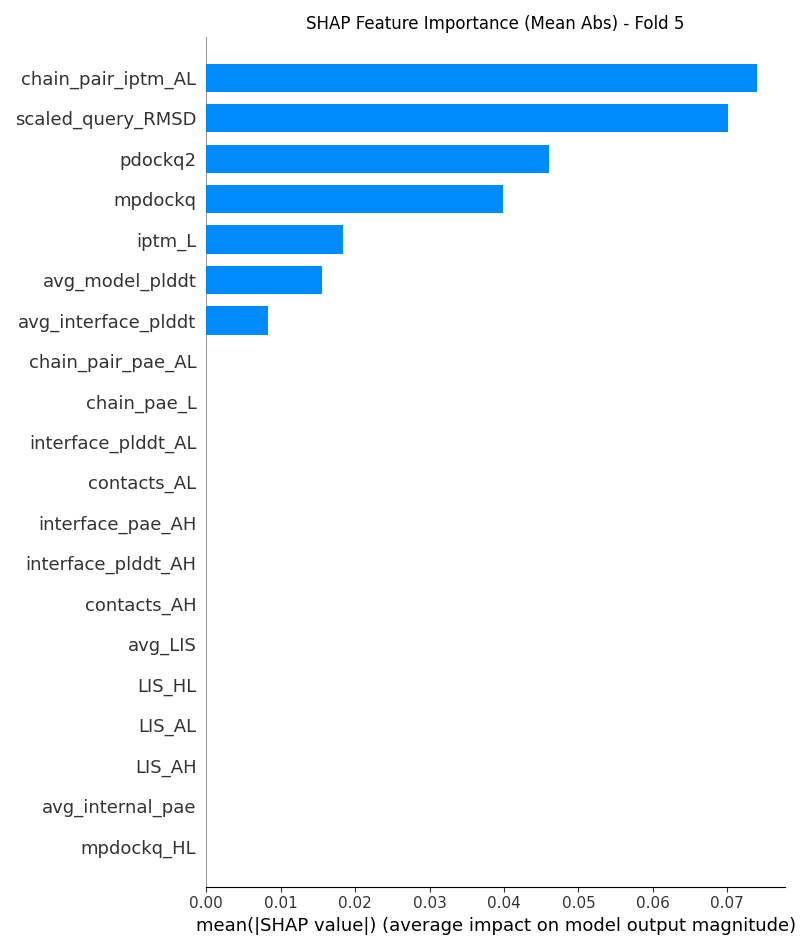 SHAP Feature Importance (Mean Abs) - Fold 5
chain_pair_iptm_AL
scaled_query_RMSD
pdockq2
mpdockq
iptm_L
avg_model_plddt
avg_interface_plddt
chain_pair_pae_AL
chain_pae_L
interface_plddt_AL
contacts_AL
interface_pae_AH
interface_plddt_AH
contacts_AH
avg_LIS
LIS_HL
LIS_AL
LIS_AH
avg_internal_pae
mpdockq_HL
0.00 0.01 0.02 0.03 0.04 0.05 0.06 0.07
mean(|SHAP value|) (average impact on model output magnitude)